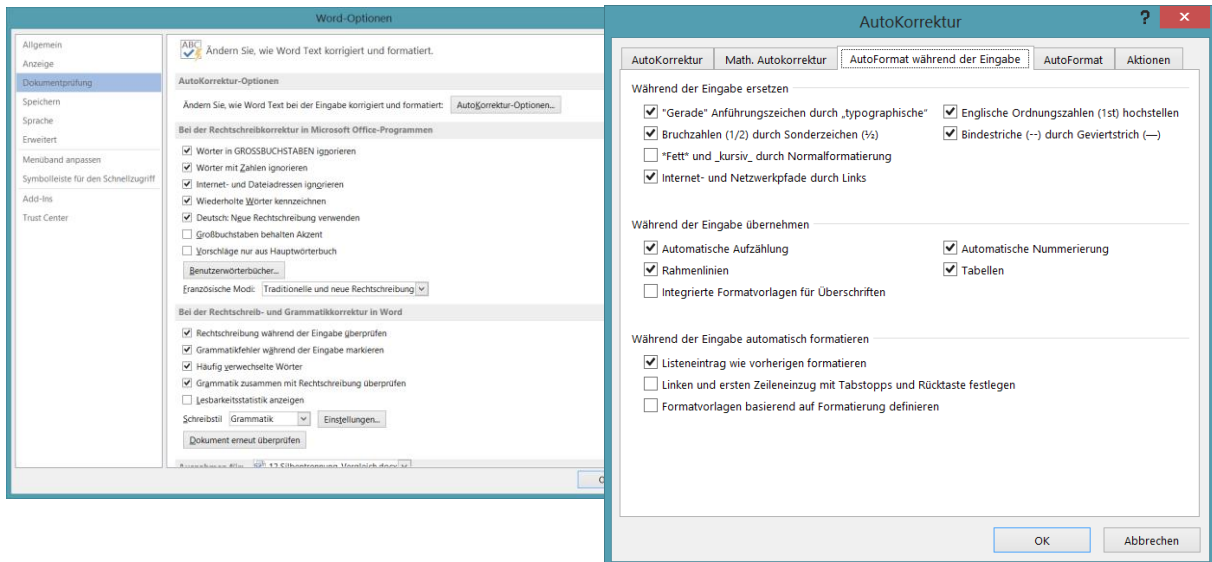 Word-Optionen
Allgemein
Anzeige
Dokumentprüfung
Speichern
Sprache
Erweitert
Menüband anpassen
Symbolleiste für den Schnellzugriff
Add-Ins
Trust Center
ABC
Ändern Sie, wie Word Text korrigiert und formatiert.
AutoKorrektur-Optionen
Ändern Sie, wie Word Text bei der Eingabe korrigiert und formatiert: AutoKorrektur-Optionen...
Bei der Rechtschreibkorrektur in Microsoft Office-Programmen
Wörter in GROSSBUCHSTABEN ignorieren
Wörter mit Zahlen ignorieren
Internet- und Dateiadressen ignorieren
Wiederholte Wörter kennzeichnen
Deutsch: Neue Rechtschreibung verwenden
Großbuchstaben behalten Akzent
Vorschläge nur aus Hauptwörterbuch
Benutzerwörterbücher...
Französische Modi: Traditionelle und neue Rechtschreibung
Bei der Rechtschreib- und Grammatikkorrektur in Word
Rechtschreibung während der Eingabe überprüfen
Grammatikfehler während der Eingabe markieren
Häufig verwechselte Wörter
Grammatik zusammen mit Rechtschreibung überprüfen
Lesbarkeitsstatistik anzeigen
Schreibstil Grammatik Einstellungen...
Dokument erneut überprüfen
AutoKorrektur
?
AutoKorrektur Math. Autokorrektur AutoFormat während der Eingabe AutoFormat Aktionen
Während der Eingabe ersetzen
"Gerade" Anführungszeichen durch „typographische“ Englische Ordnungszahlen (1st) hochstellen
Bruchzahlen (1/2) durch Sonderzeichen (½) Bindestriche (--) durch Geviertstrich (—)
*Fett* und _kursiv_ durch Normalformatierung
Internet- und Netzwerkpfade durch Links
Während der Eingabe übernehmen
Automatische Aufzählung Automatische Nummerierung
Rahmenlinien Tabellen
Integrierte Formatvorlagen für Überschriften
Während der Eingabe automatisch formatieren
Listeneintrag wie vorherigen formatieren
Linken und ersten Zeileneinzug mit Tabstopps und Rücktaste festlegen
Formatvorlagen basierend auf Formatierung definieren
OK Abbrechen